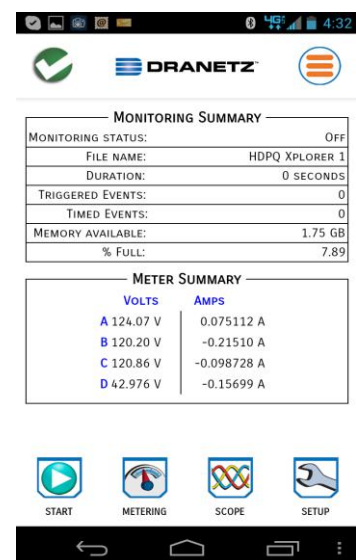 4G 4:32
DRANETZ
MONITORING SUMMARY
MONITORING STATUS: OFF
FILE NAME: HDPQ XPLORER 1
DURATION: 0 SECONDS
TRIGGERED EVENTS: 0
TIMED EVENTS: 0
MEMORY AVAILABLE: 1.75 GB
% FULL: 7.89
METER SUMMARY
VOLTS AMPS
A 124.07 V 0.075112 A
B 120.20 V -0.21510 A
C 120.86 V -0.098728 A
D 42.976 V -0.15699 A
START METERING SCOPE SETUP